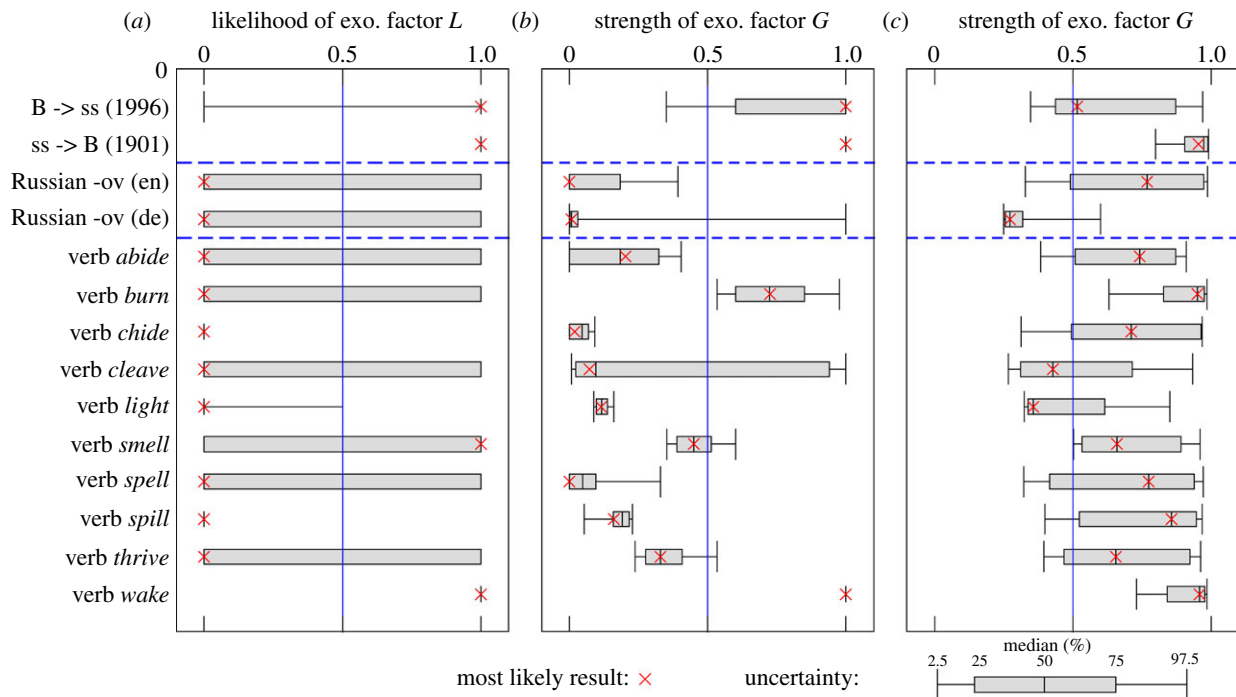 (a) likelihood of exo. factor L (b) strength of exo. factor G (c) strength of exo. factor G
0 0.5 1.0 0 0.5 1.0 0 0.5 1.0
0
B -> ss (1996)
ss -> B (1901)
Russian -ov (en)
Russian -ov (de)
verb abide
verb burn
verb chide
verb cleave
verb light
verb smell
verb spell
verb spill
verb thrive
verb wake
median (%)
2.5 25 50 75 97.5
most likely result: × uncertainty: